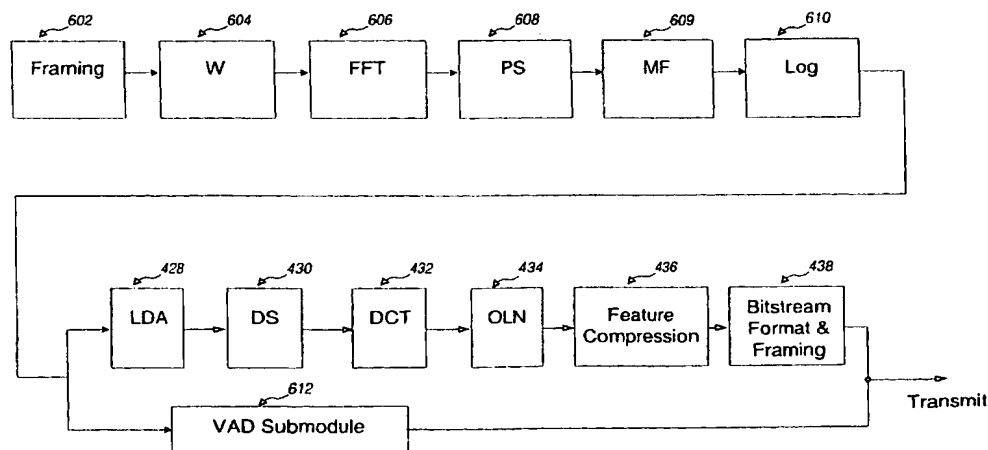 602 604 606 608 609 610
Framing W FFT PS MF Log
428 430 432 434 436 438
LDA DS DCT OLN Feature Compression Bitstream Format & Framing
612
VAD Submodule
Transmit